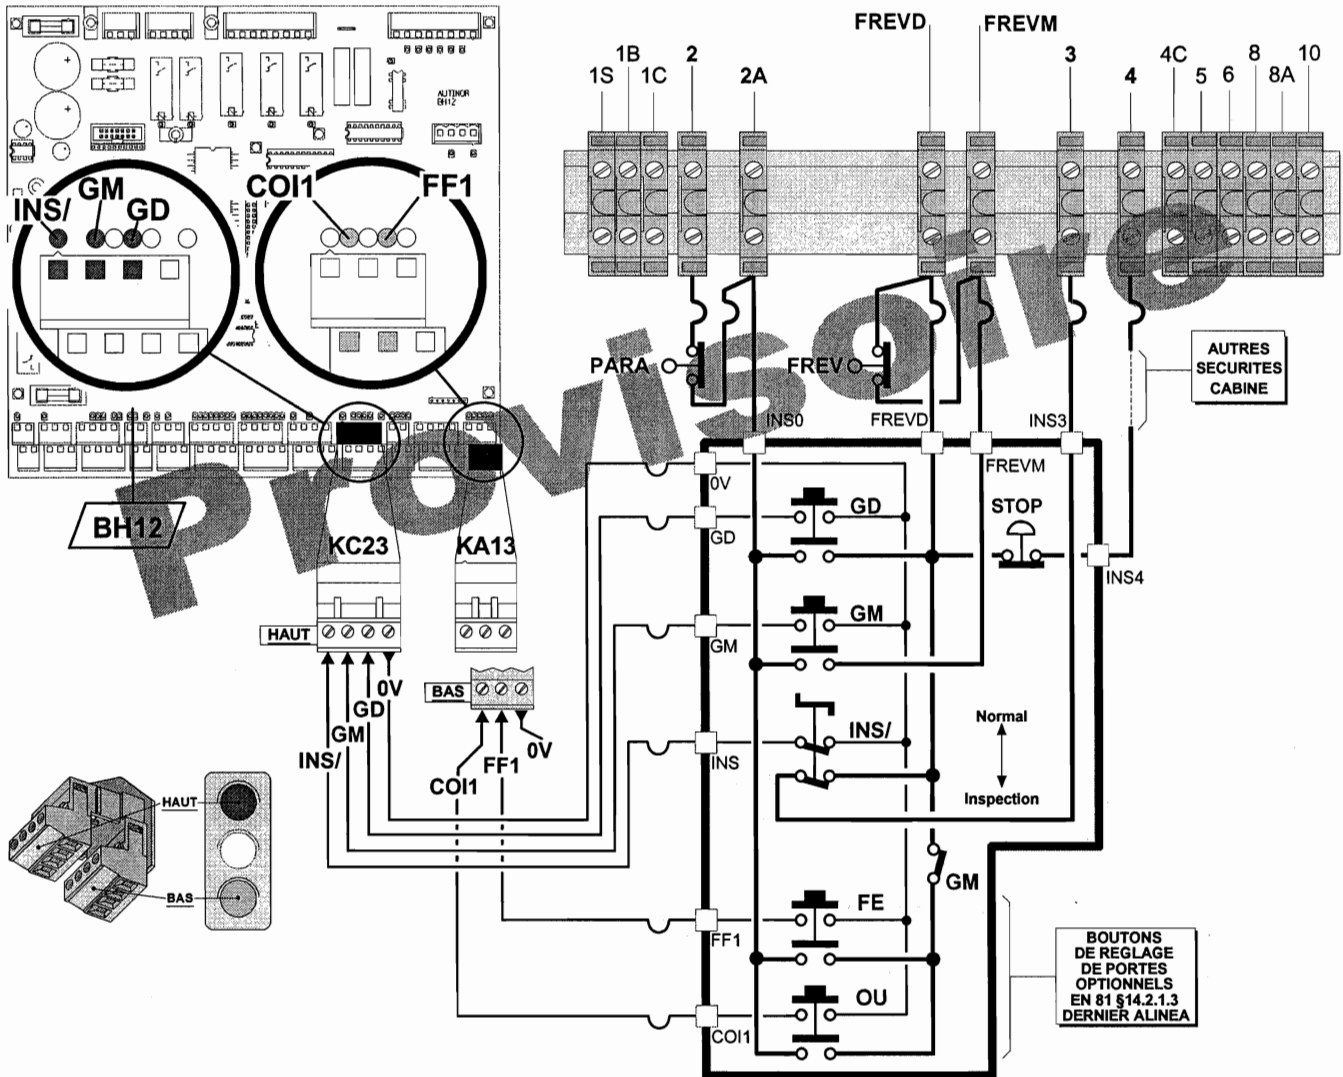 FREVD
FREVM
1S
1B
1C
2
2A
3
4
4C
5
6
8
8A
10
AUTINOR
BH12
INS/
GM
GD
COI1
FF1
PARA
FREV
AUTRES
SECURITES
CABINE
Provisoire
INS0
FREVD
INS3
FREVM
0V
GD
STOP
GD
INS4
BH12
KC23
KA13
HAUT
GM
GM
BAS
0V
GD
GM
INS/
0V
FF1
COI1
INS/
INS
Normal
Inspection
HAUT
BAS
GM
FE
FF1
OU
COI1
BOUTONS
DE REGLAGE
DE PORTES
OPTIONNELS
EN 81 §14.2.1.3
DERNIER ALINEA